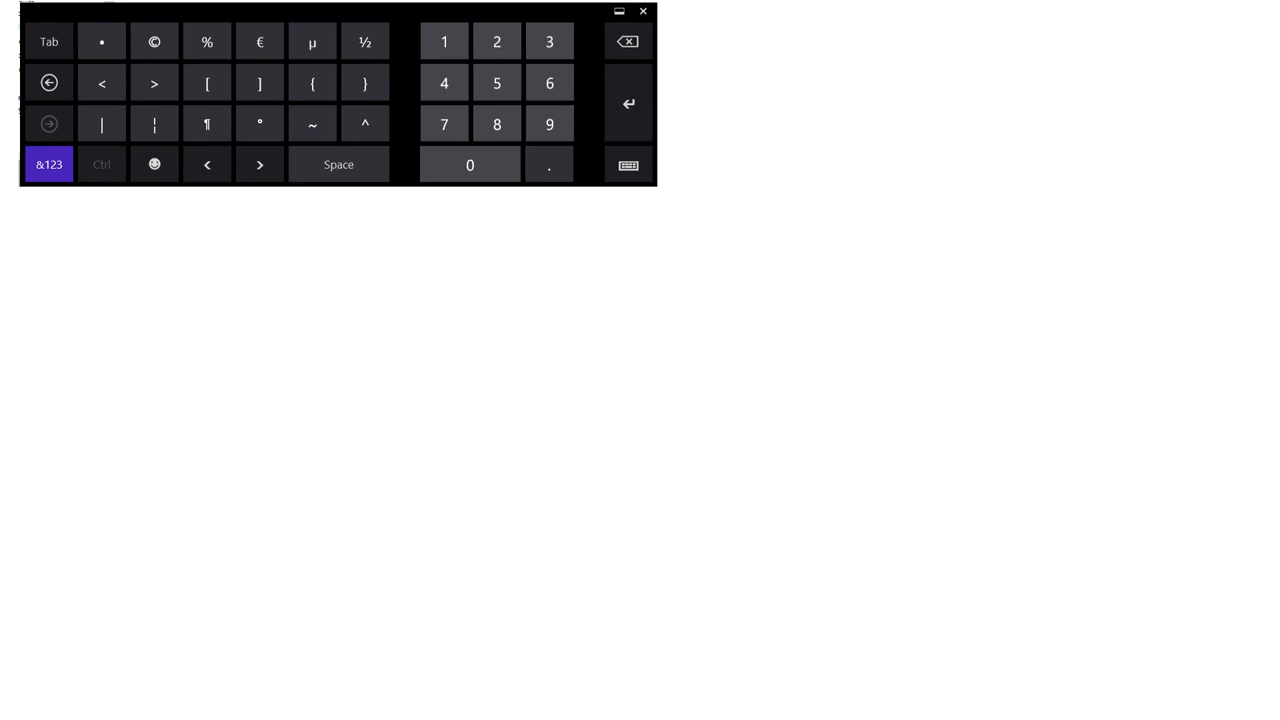 Tab • © % € µ ½ 1 2 3
< > [ ] { } 4 5 6
| ¦ ¶ ° ~ ^ 7 8 9
&123 Ctrl < > Space 0 .